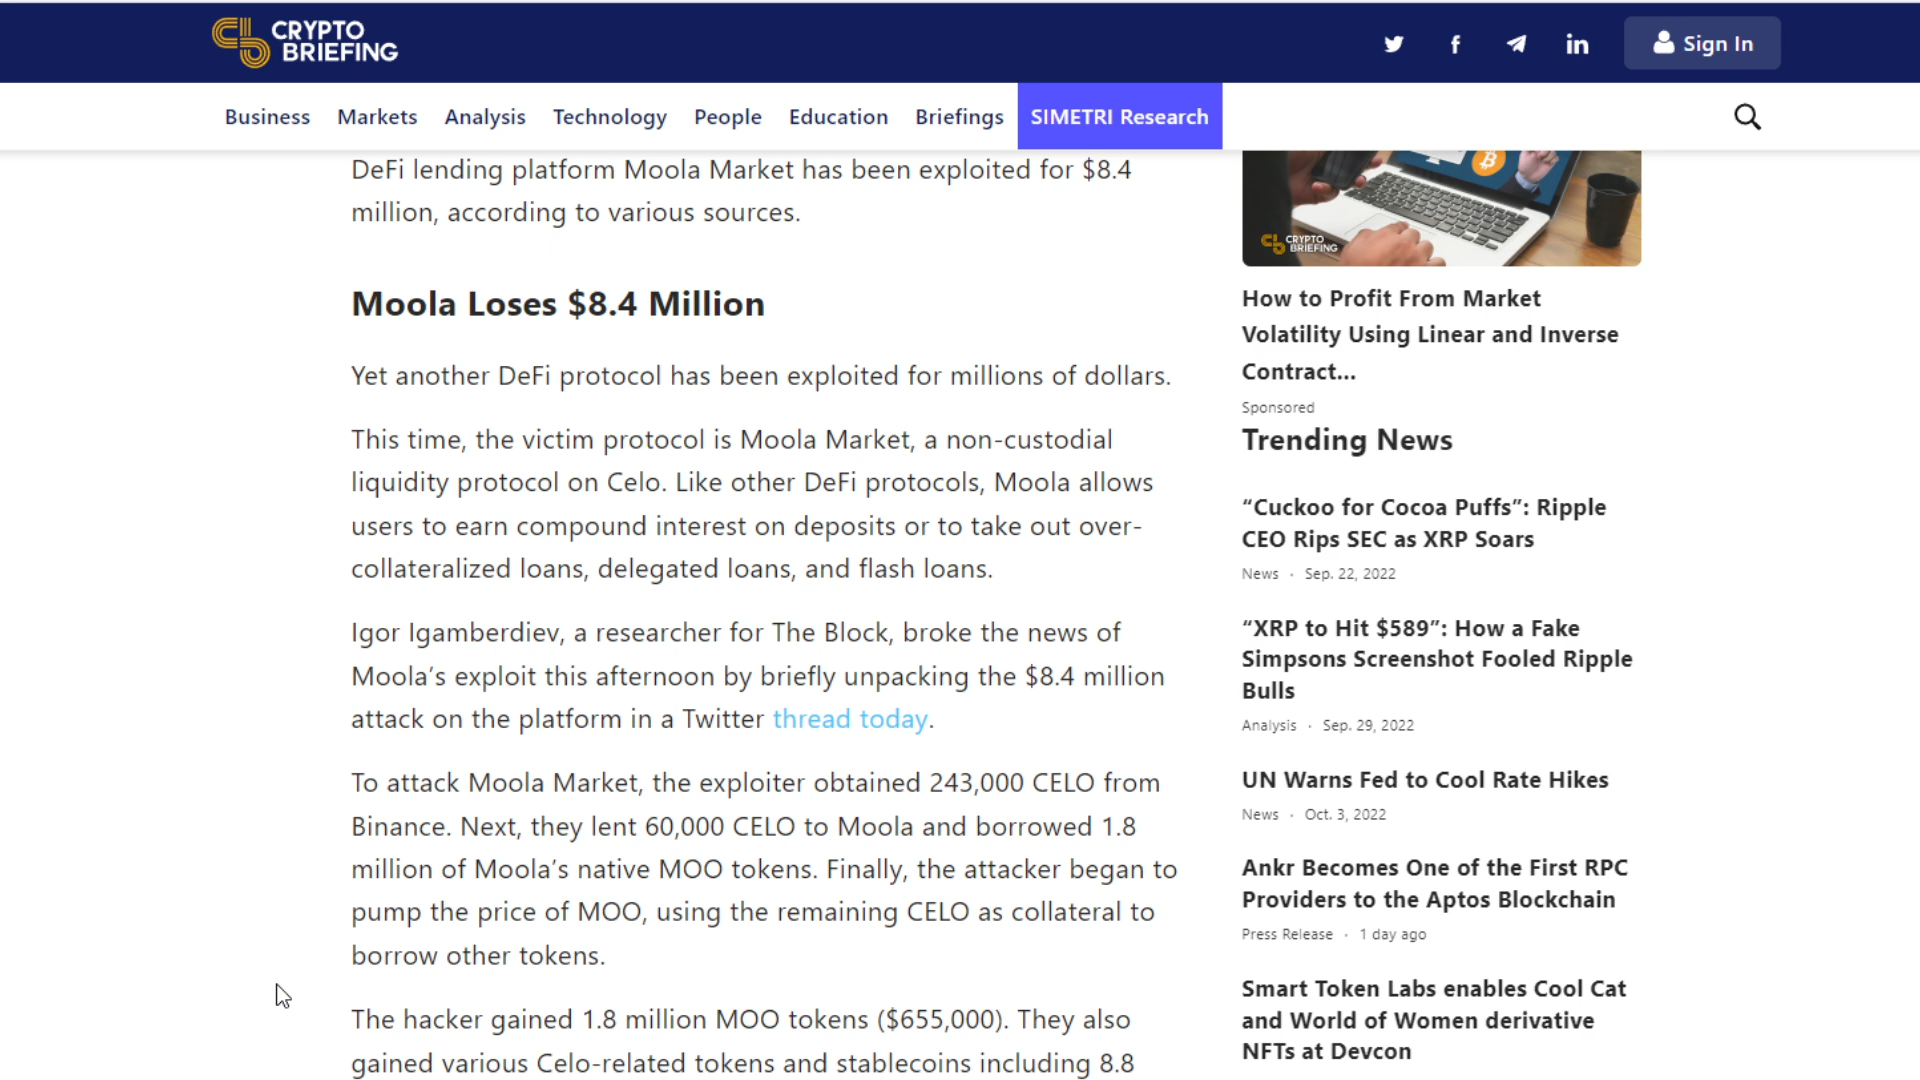 CRYPTO
BRIEFING
Sign In
Business Markets Analysis Technology People Education Briefings SIMETRI Research
DeFi lending platform Moola Market has been exploited for $8.4
million, according to various sources.
Moola Loses $8.4 Million
Yet another DeFi protocol has been exploited for millions of dollars.
This time, the victim protocol is Moola Market, a non-custodial
liquidity protocol on Celo. Like other DeFi protocols, Moola allows
users to earn compound interest on deposits or to take out over-
collateralized loans, delegated loans, and flash loans.
Igor Igamberdiev, a researcher for The Block, broke the news of
Moola’s exploit this afternoon by briefly unpacking the $8.4 million
attack on the platform in a Twitter thread today.
To attack Moola Market, the exploiter obtained 243,000 CELO from
Binance. Next, they lent 60,000 CELO to Moola and borrowed 1.8
million of Moola’s native MOO tokens. Finally, the attacker began to
pump the price of MOO, using the remaining CELO as collateral to
borrow other tokens.
The hacker gained 1.8 million MOO tokens ($655,000). They also
gained various Celo-related tokens and stablecoins including 8.8
CRYPTO
BRIEFING
How to Profit From Market
Volatility Using Linear and Inverse
Contract...
Sponsored
Trending News
“Cuckoo for Cocoa Puffs”: Ripple
CEO Rips SEC as XRP Soars
News · Sep. 22, 2022
“XRP to Hit $589”: How a Fake
Simpsons Screenshot Fooled Ripple
Bulls
Analysis · Sep. 29, 2022
UN Warns Fed to Cool Rate Hikes
News · Oct. 3, 2022
Ankr Becomes One of the First RPC
Providers to the Aptos Blockchain
Press Release · 1 day ago
Smart Token Labs enables Cool Cat
and World of Women derivative
NFTs at Devcon